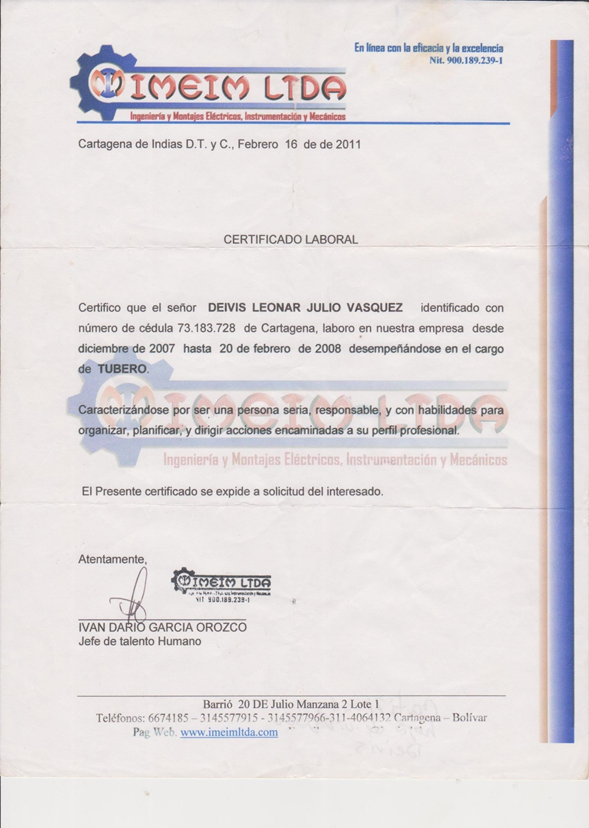 En línea con la eficacia y la excelencia
Nit. 900.189.239-1
IMEIM LTDA
Ingeniería y Montajes Eléctricos, Instrumentación y Mecánicos
Cartagena de Indias D.T. y C., Febrero 16 de de 2011
CERTIFICADO LABORAL
Certifico que el señor DEIVIS LEONAR JULIO VASQUEZ identificado con
número de cédula 73.183.728 de Cartagena, laboro en nuestra empresa desde
diciembre de 2007 hasta 20 de febrero de 2008 desempeñándose en el cargo
de TUBERO.
IMEIM LTDA
Caracterizándose por ser una persona seria, responsable, y con habilidades para
organizar, planificar, y dirigir acciones encaminadas a su perfil profesional.
Ingeniería y Montajes Eléctricos, Instrumentación y Mecánicos
El Presente certificado se expide a solicitud del interesado.
Atentamente,
IMEIM LTDA
NIT 900.189.239-1
IVAN DARIO GARCIA OROZCO
Jefe de talento Humano
Barrió 20 DE Julio Manzana 2 Lote 1
Teléfonos: 6674185 – 3145577915 - 3145577966-311-4064132 Cartagena – Bolívar
Pag Web. www.imeimltda.com